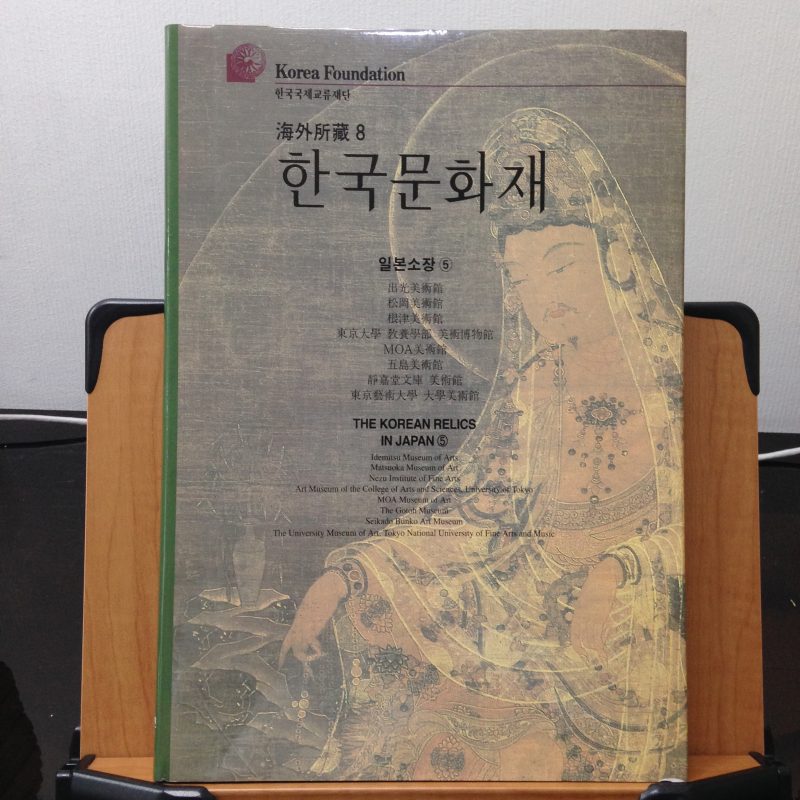 Korea Foundation
한국국제교류재단
海外所藏 8
한국문화재
일본소장 ⑤
出光美術館
松岡美術館
根津美術館
東京大學 敎養學部 美術博物館
MOA美術館
五島美術館
靜嘉堂文庫 美術館
東京藝術大學 大學美術館
THE KOREAN RELICS
IN JAPAN ⑤
Idemitsu Museum of Arts
Matsuoka Museum of Art
Nezu Institute of Fine Arts
Art Museum of the College of Arts and Sciences, University of Tokyo
MOA Museum of Art
The Gotoh Museum
Seikado Bunko Art Museum
The University Museum of Art, Tokyo National University of Fine Arts and Music